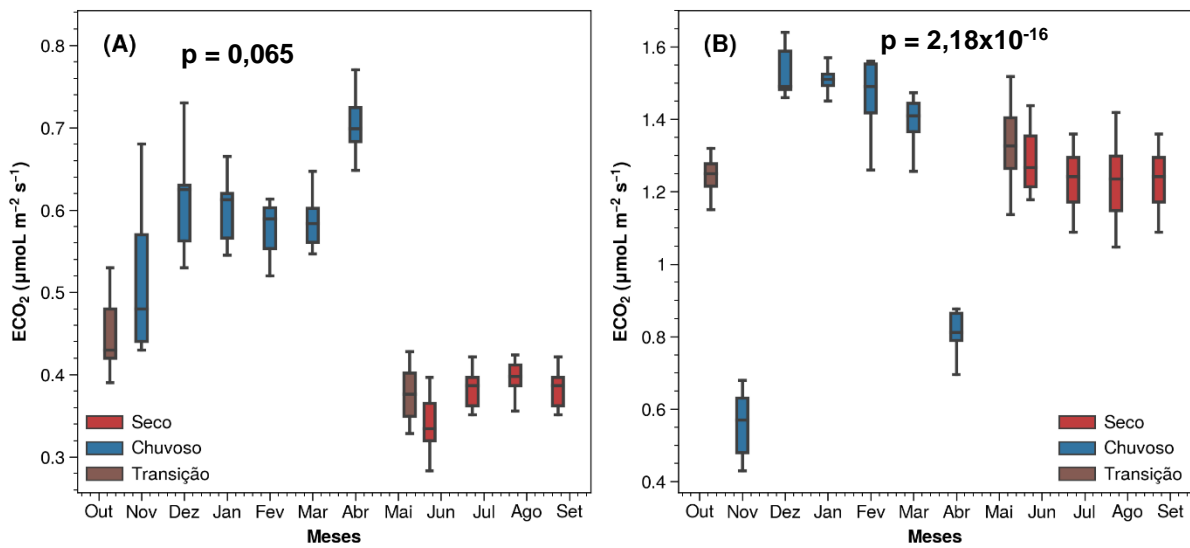 (A)
p = 0,065
0.8
0.7
0.6
0.5
0.4
0.3
ECO₂ (µmoL m⁻² s⁻¹)
Seco
Chuvoso
Transição
Out Nov Dez Jan Fev Mar Abr Mai Jun Jul Ago Set
Meses
(B)
p = 2,18x10⁻¹⁶
1.6
1.4
1.2
1
0.8
0.6
0.4
ECO₂ (µmoL m⁻² s⁻¹)
Seco
Chuvoso
Transição
Out Nov Dez Jan Fev Mar Abr Mai Jun Jul Ago Set
Meses